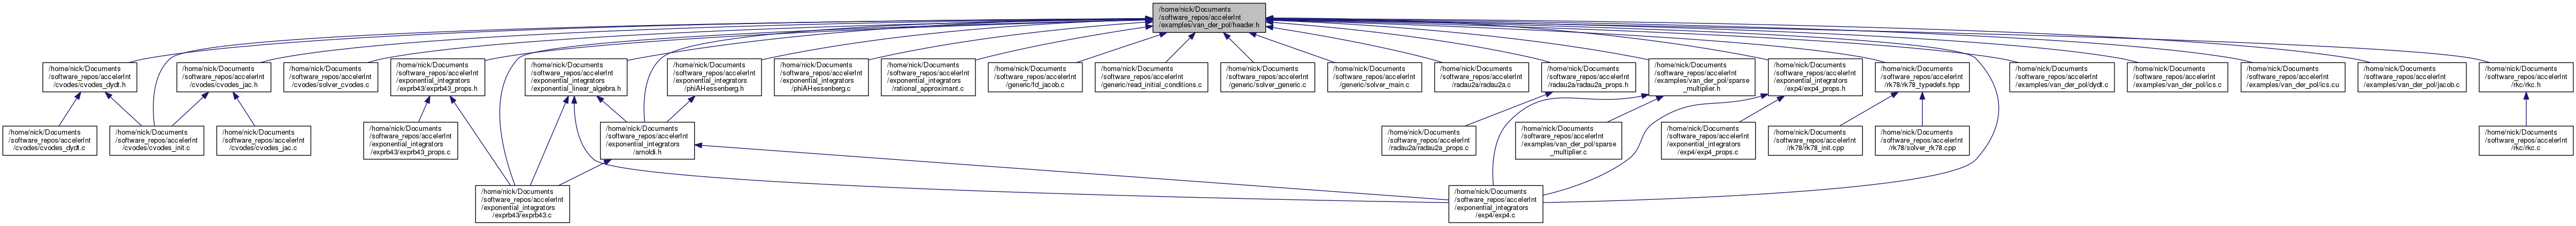 /home/nick/Documents
/software_repos/accelerInt
/examples/van_der_pol/header.h
/home/nick/Documents
/software_repos/accelerInt
/cvodes/cvodes_dydt.h
/home/nick/Documents
/software_repos/accelerInt
/cvodes/cvodes_jac.h
/home/nick/Documents
/software_repos/accelerInt
/cvodes/solver_cvodes.c
/home/nick/Documents
/software_repos/accelerInt
/exponential_integrators
/exprb43/exprb43_props.h
/home/nick/Documents
/software_repos/accelerInt
/exponential_integrators
/exponential_linear_algebra.h
/home/nick/Documents
/software_repos/accelerInt
/exponential_integrators
/phiAHessenberg.h
/home/nick/Documents
/software_repos/accelerInt
/exponential_integrators
/phiAHessenberg.c
/home/nick/Documents
/software_repos/accelerInt
/exponential_integrators
/rational_approximant.c
/home/nick/Documents
/software_repos/accelerInt
/generic/fd_jacob.c
/home/nick/Documents
/software_repos/accelerInt
/generic/read_initial_conditions.c
/home/nick/Documents
/software_repos/accelerInt
/generic/solver_generic.c
/home/nick/Documents
/software_repos/accelerInt
/generic/solver_main.c
/home/nick/Documents
/software_repos/accelerInt
/radau2a/radau2a.c
/home/nick/Documents
/software_repos/accelerInt
/radau2a/radau2a_props.h
/home/nick/Documents
/software_repos/accelerInt
/examples/van_der_pol/sparse
_multiplier.h
/home/nick/Documents
/software_repos/accelerInt
/exponential_integrators
/exp4/exp4_props.h
/home/nick/Documents
/software_repos/accelerInt
/rk78/rk78_typedefs.hpp
/home/nick/Documents
/software_repos/accelerInt
/examples/van_der_pol/dydt.c
/home/nick/Documents
/software_repos/accelerInt
/examples/van_der_pol/ics.c
/home/nick/Documents
/software_repos/accelerInt
/examples/van_der_pol/ics.cu
/home/nick/Documents
/software_repos/accelerInt
/examples/van_der_pol/jacob.c
/home/nick/Documents
/software_repos/accelerInt
/rkc/rkc.h
/home/nick/Documents
/software_repos/accelerInt
/cvodes/cvodes_dydt.c
/home/nick/Documents
/software_repos/accelerInt
/cvodes/cvodes_init.c
/home/nick/Documents
/software_repos/accelerInt
/cvodes/cvodes_jac.c
/home/nick/Documents
/software_repos/accelerInt
/exponential_integrators
/exprb43/exprb43_props.c
/home/nick/Documents
/software_repos/accelerInt
/exponential_integrators
/arnoldi.h
/home/nick/Documents
/software_repos/accelerInt
/radau2a/radau2a_props.c
/home/nick/Documents
/software_repos/accelerInt
/examples/van_der_pol/sparse
_multiplier.c
/home/nick/Documents
/software_repos/accelerInt
/exponential_integrators
/exp4/exp4_props.c
/home/nick/Documents
/software_repos/accelerInt
/rk78/rk78_init.cpp
/home/nick/Documents
/software_repos/accelerInt
/rk78/solver_rk78.cpp
/home/nick/Documents
/software_repos/accelerInt
/rkc/rkc.c
/home/nick/Documents
/software_repos/accelerInt
/exponential_integrators
/exprb43/exprb43.c
/home/nick/Documents
/software_repos/accelerInt
/exponential_integrators
/exp4/exp4.c